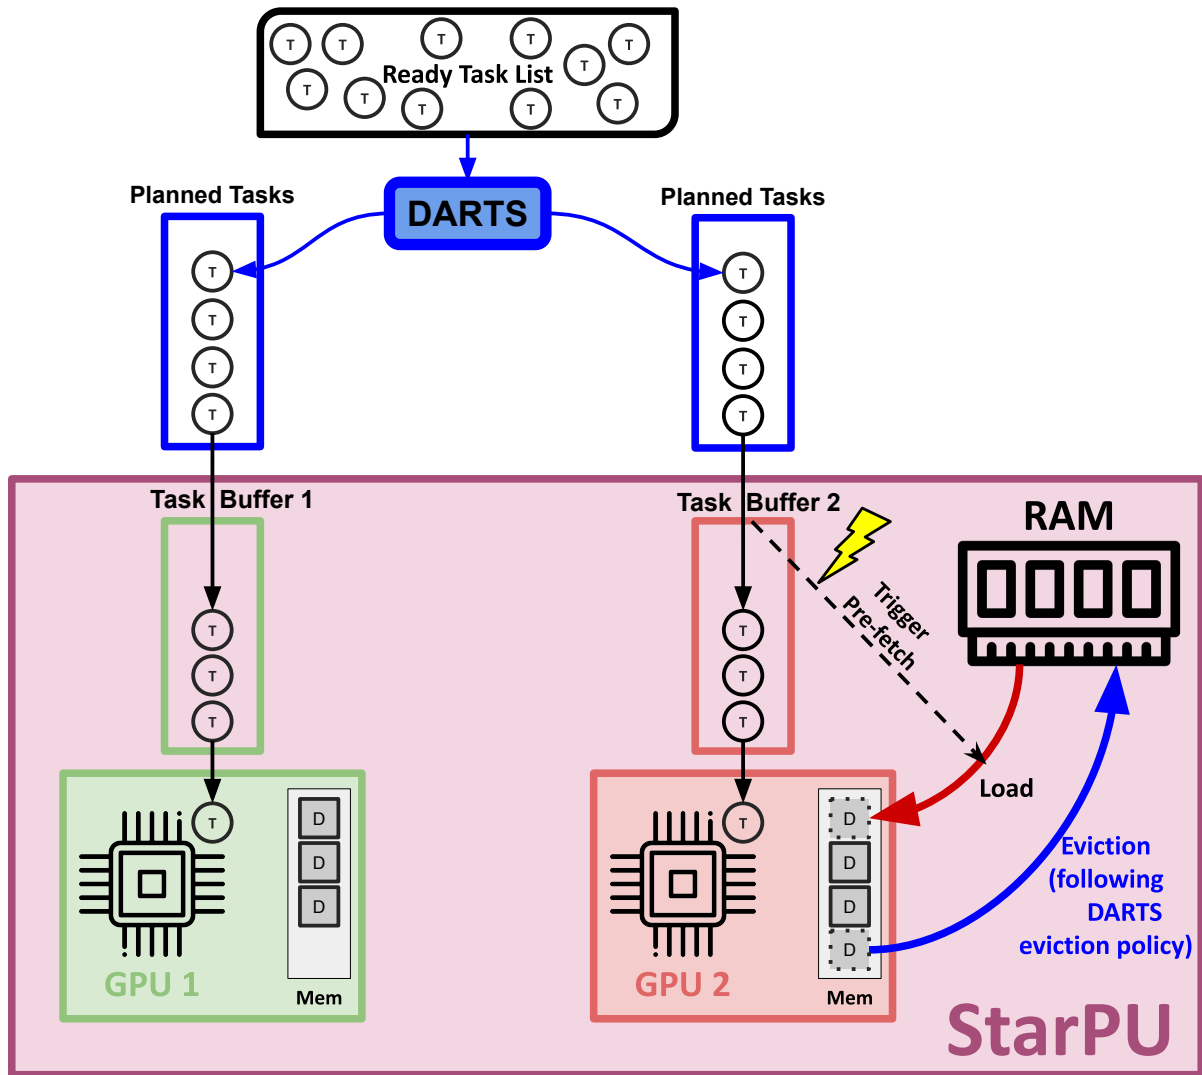 T T T T T
T
Ready Task List
T T T T T
DARTS
Planned Tasks
T
T
T
T
Planned Tasks
T
T
T
T
Task Buffer 1
T
T
T
T
D
D
D
GPU 1
Mem
Task Buffer 2
T
T
T
T
D
D
D
D
GPU 2
Mem
Trigger
Pre-fetch
RAM
Load
Eviction
(following
DARTS
eviction policy)
StarPU